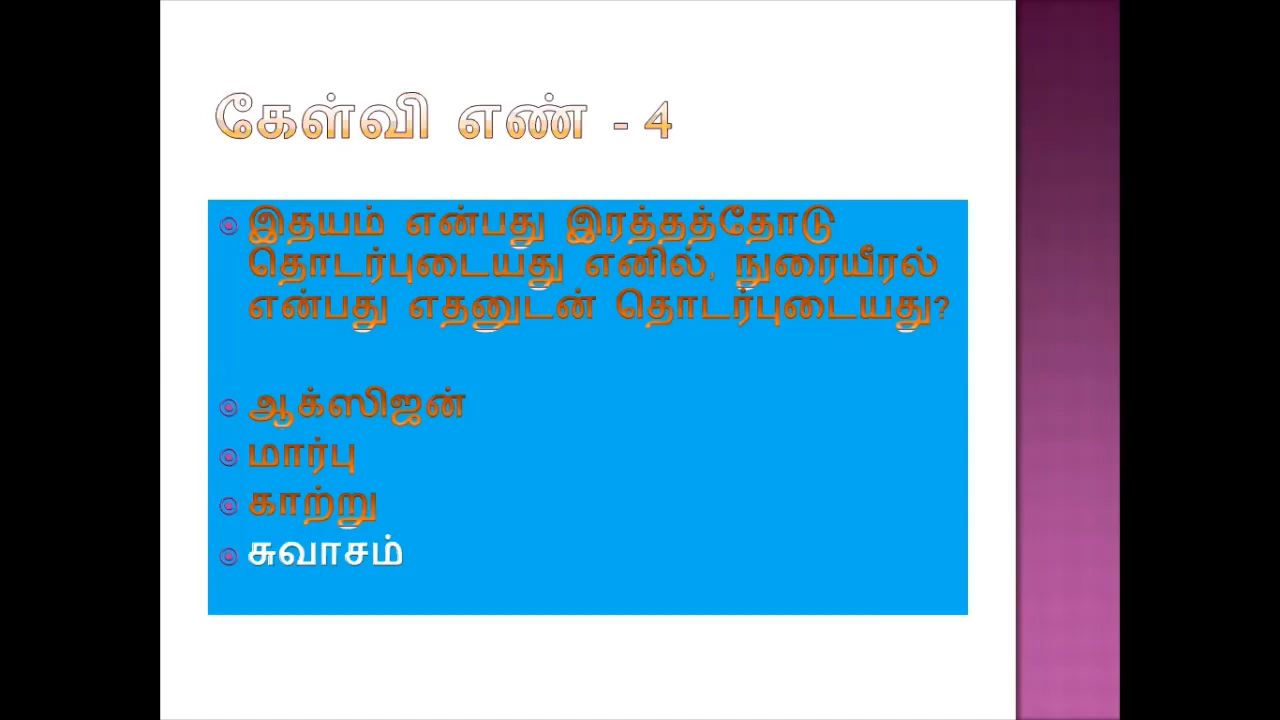 கேள்வி எண் - 4
இதயம் என்பது இரத்தத்தோடு
தொடர்புடையது எனில், நுரையீரல்
என்பது எதனுடன் தொடர்புடையது?
ஆக்ஸிஜன்
மார்பு
காற்று
சுவாசம்